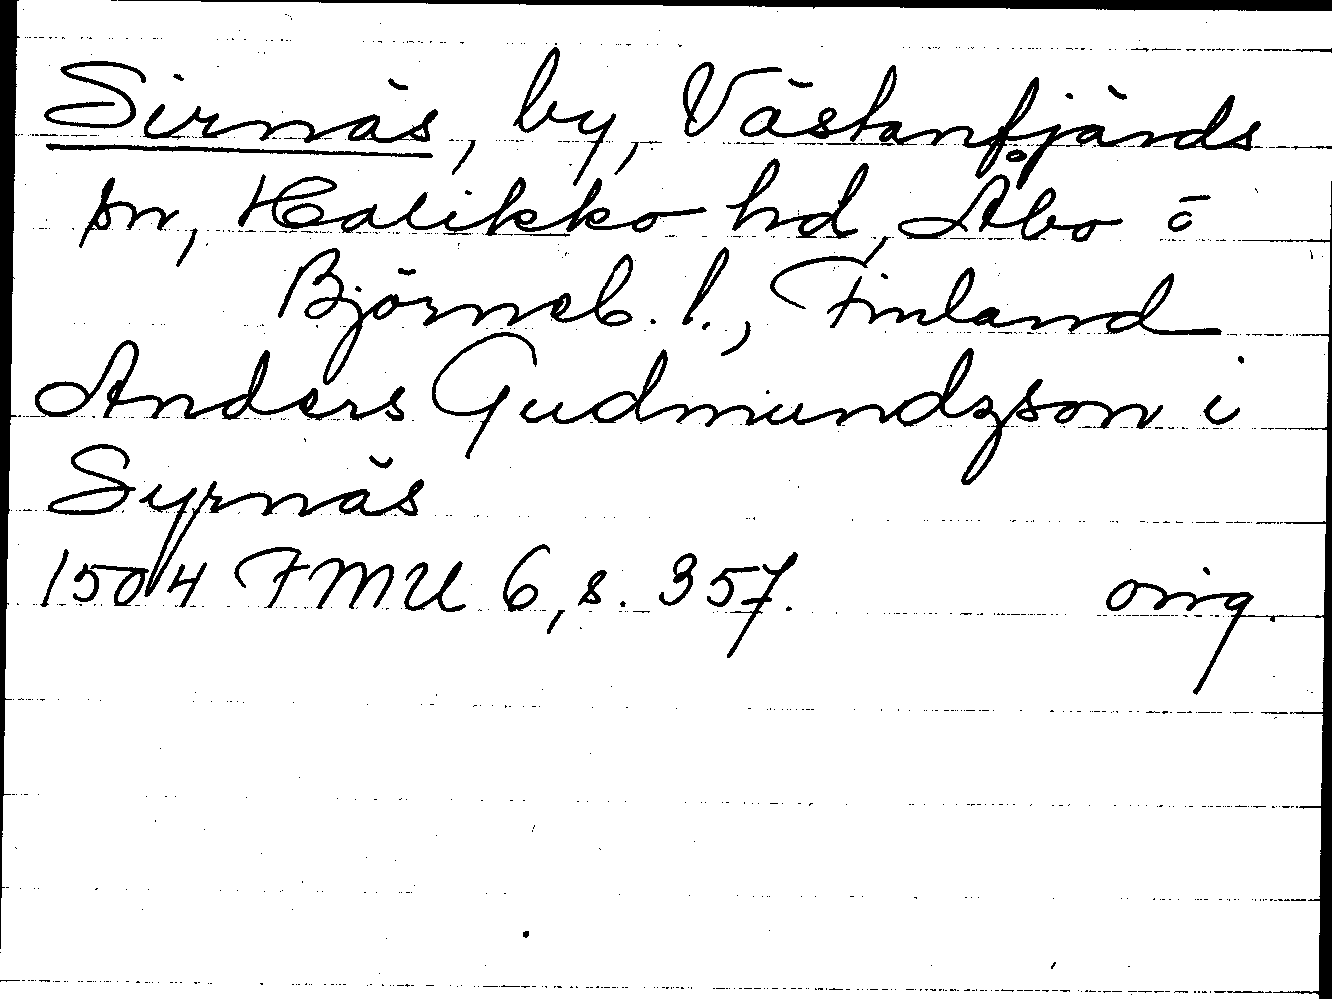 Sirnäs, by, Västanfjärds
sn, Halikko hd, Åbo o
Björneb. l., Finland
Anders Gudmundzson i
Syrnäs
1504 FMU 6, s. 357. orig.